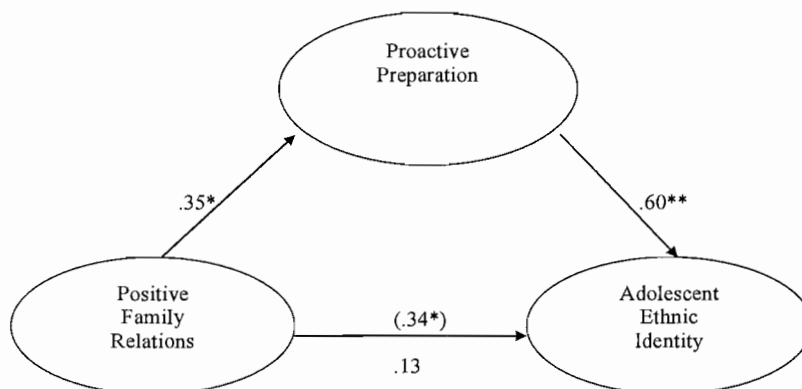 Proactive
Preparation
.35*
.60**
Positive
Family
Relations
(.34*)
.13
Adolescent
Ethnic
Identity